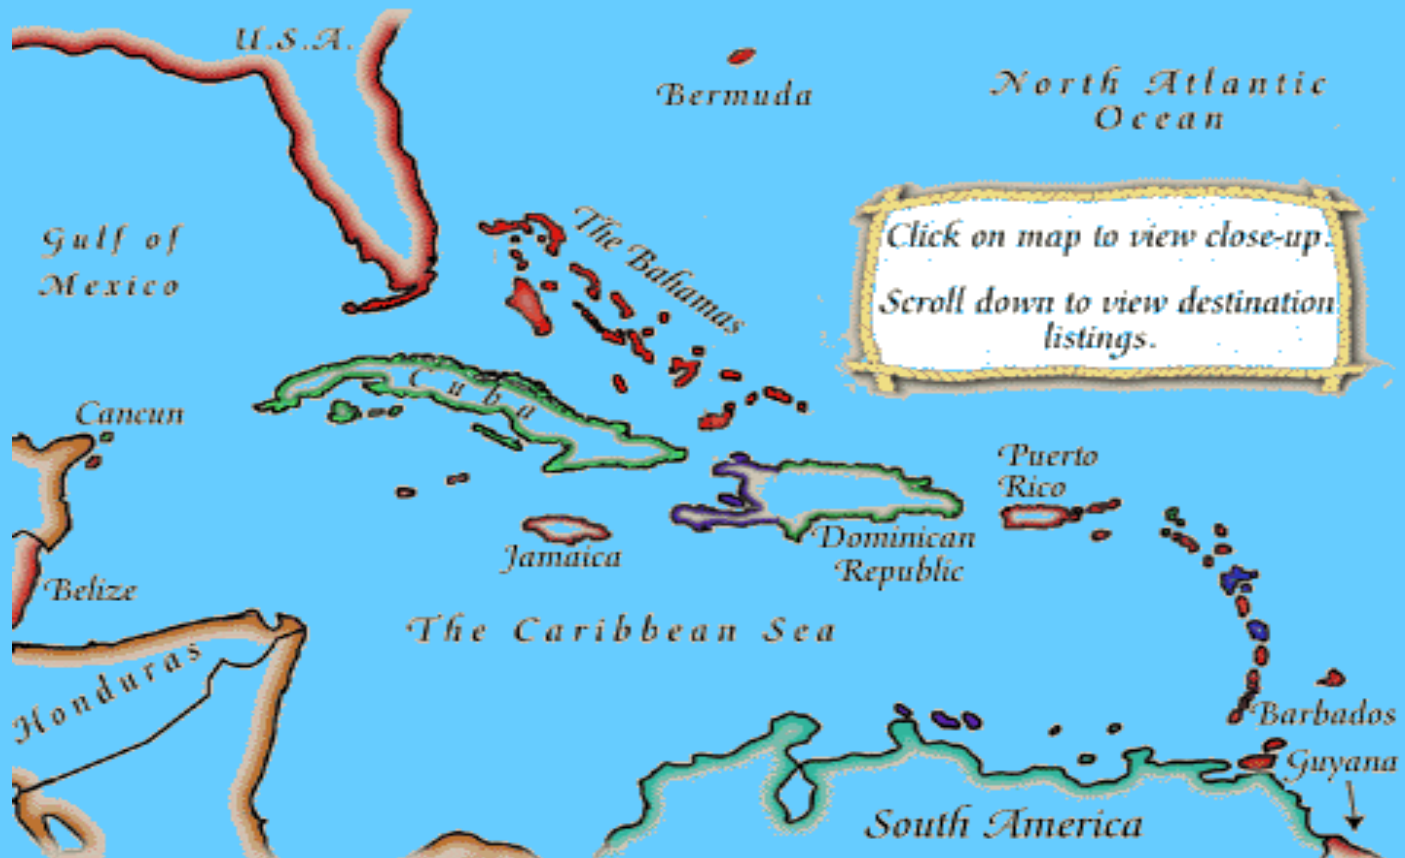 U.S.A.
Bermuda
North Atlantic
Ocean
Gulf of
Mexico
The Bahamas
Click on map to view close-up.
Scroll down to view destination
listings.
Cuba
Cancun
Puerto
Rico
Jamaica
Dominican
Republic
Belize
The Caribbean Sea
Honduras
Barbados
Guyana
South America